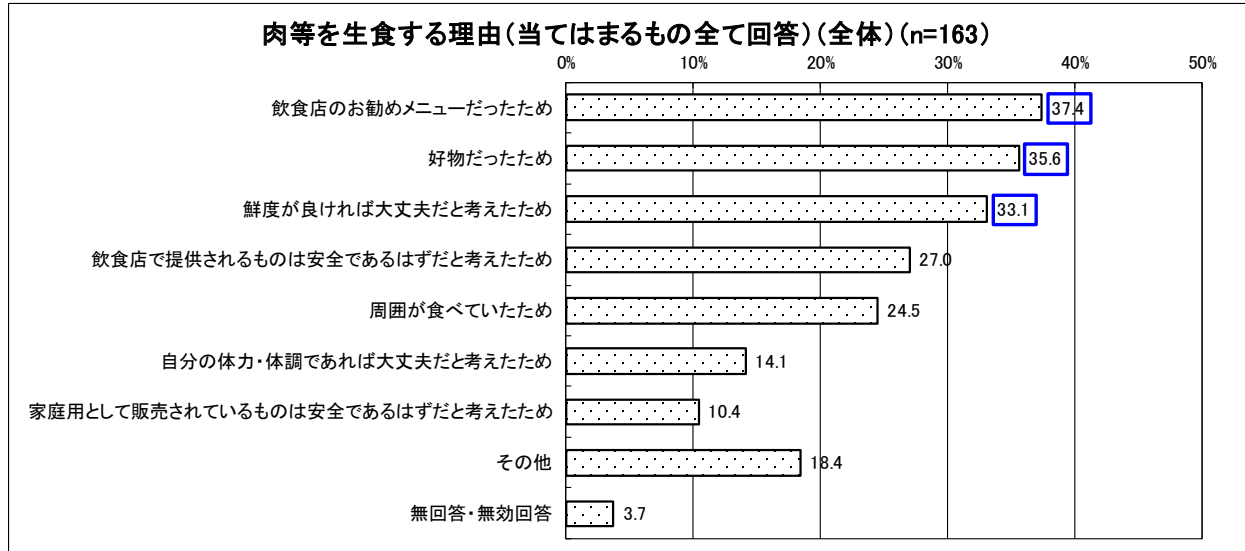 肉等を生食する理由(当てはまるもの全て回答)(全体)(n=163)
0% 10% 20% 30% 40% 50%
飲食店のお勧めメニューだったため 37.4
好物だったため 35.6
鮮度が良ければ大丈夫だと考えたため 33.1
飲食店で提供されるものは安全であるはずだと考えたため 27.0
周囲が食べていたため 24.5
自分の体力・体調であれば大丈夫だと考えたため 14.1
家庭用として販売されているものは安全であるはずだと考えたため 10.4
その他 18.4
無回答・無効回答 3.7